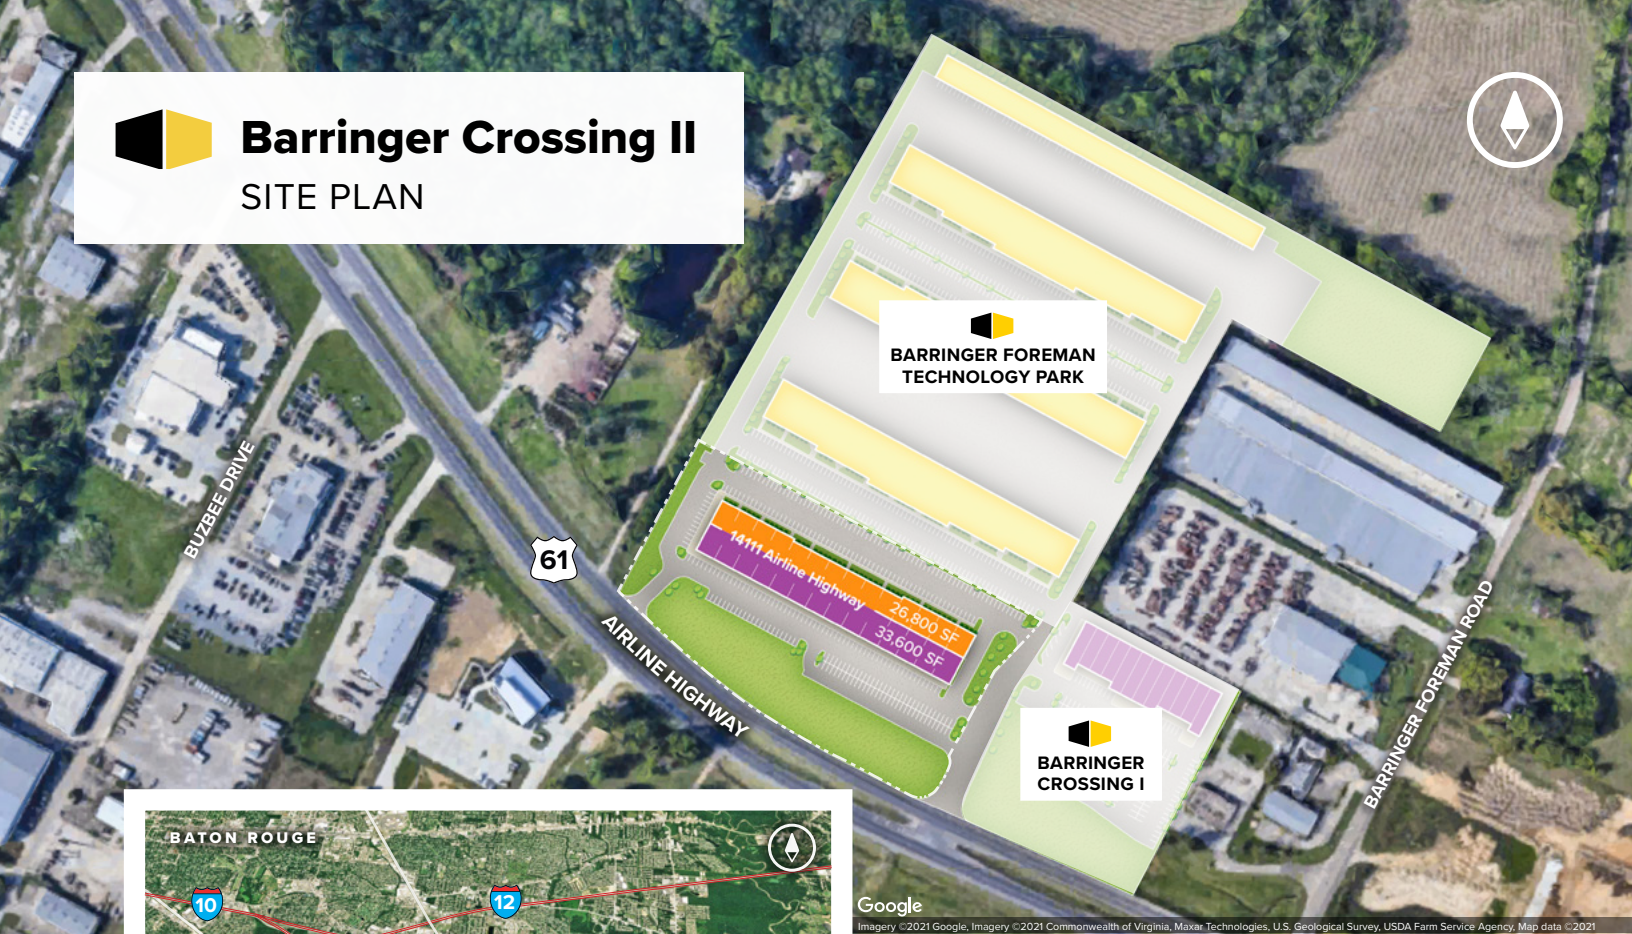 Barringer Crossing II
SITE PLAN
BARRINGER FOREMAN
TECHNOLOGY PARK
BUZBEE DRIVE
61
14111 Airline Highway
26,800 SF
33,600 SF
AIRLINE HIGHWAY
BARRINGER FOREMAN ROAD
BARRINGER
CROSSING I
BATON ROUGE
10
12
Google
Imagery ©2021 Google, Imagery ©2021 Commonwealth of Virginia, Maxar Technologies, U.S. Geological Survey, USDA Farm Service Agency, Map data ©2021